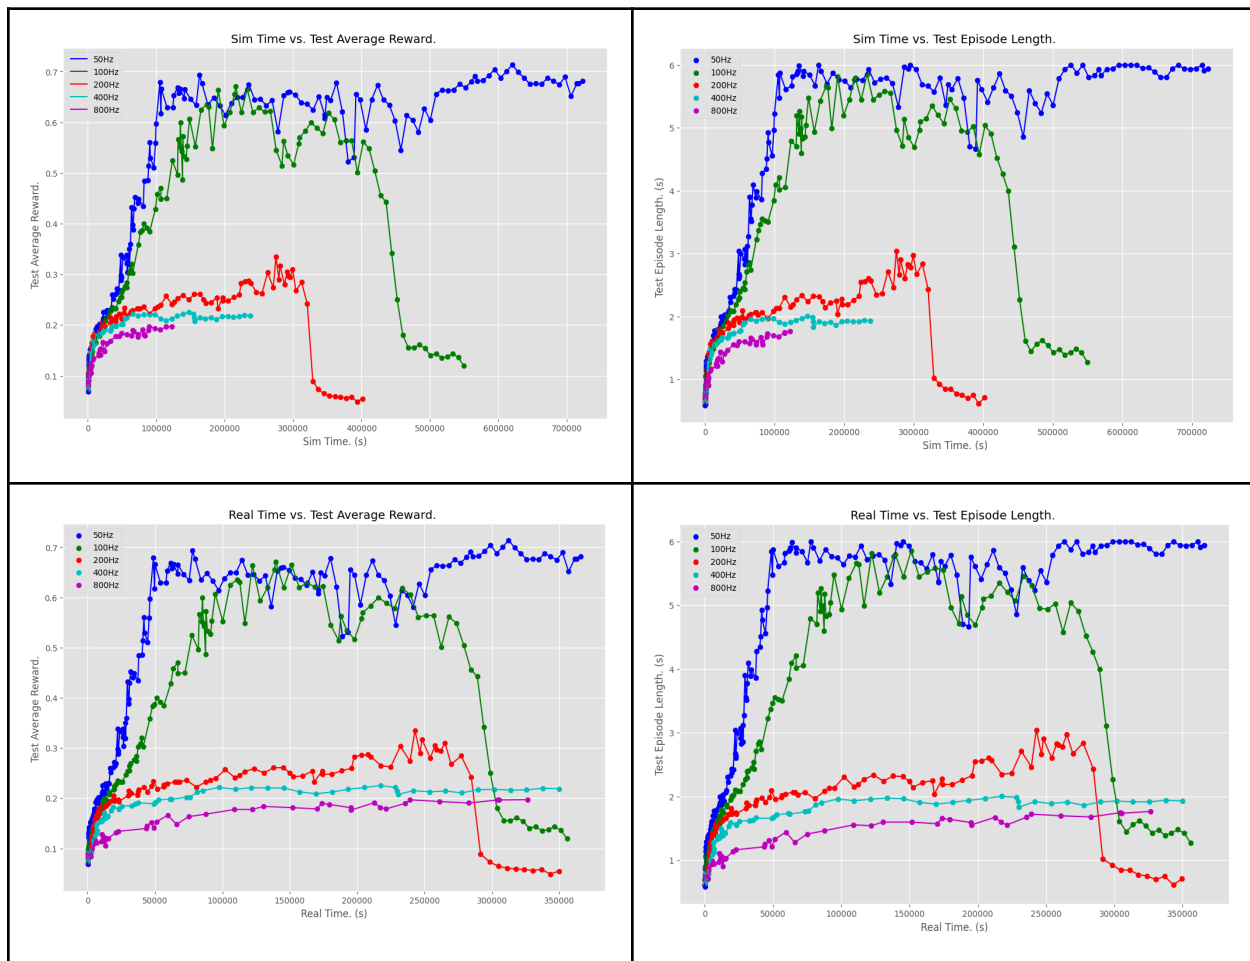 Sim Time vs. Test Average Reward.
50Hz
100Hz
200Hz
400Hz
800Hz
Test Average Reward.
0.7
0.6
0.5
0.4
0.3
0.2
0.1
0 100000 200000 300000 400000 500000 600000 700000
Sim Time. (s)
Sim Time vs. Test Episode Length.
50Hz
100Hz
200Hz
400Hz
800Hz
Test Episode Length. (s)
6
5
4
3
2
1
0 100000 200000 300000 400000 500000 600000 700000
Sim Time. (s)
Real Time vs. Test Average Reward.
50Hz
100Hz
200Hz
400Hz
800Hz
Test Average Reward.
0.7
0.6
0.5
0.4
0.3
0.2
0.1
0 50000 100000 150000 200000 250000 300000 350000
Real Time. (s)
Real Time vs. Test Episode Length.
50Hz
100Hz
200Hz
400Hz
800Hz
Test Episode Length. (s)
6
5
4
3
2
1
0 50000 100000 150000 200000 250000 300000 350000
Real Time. (s)